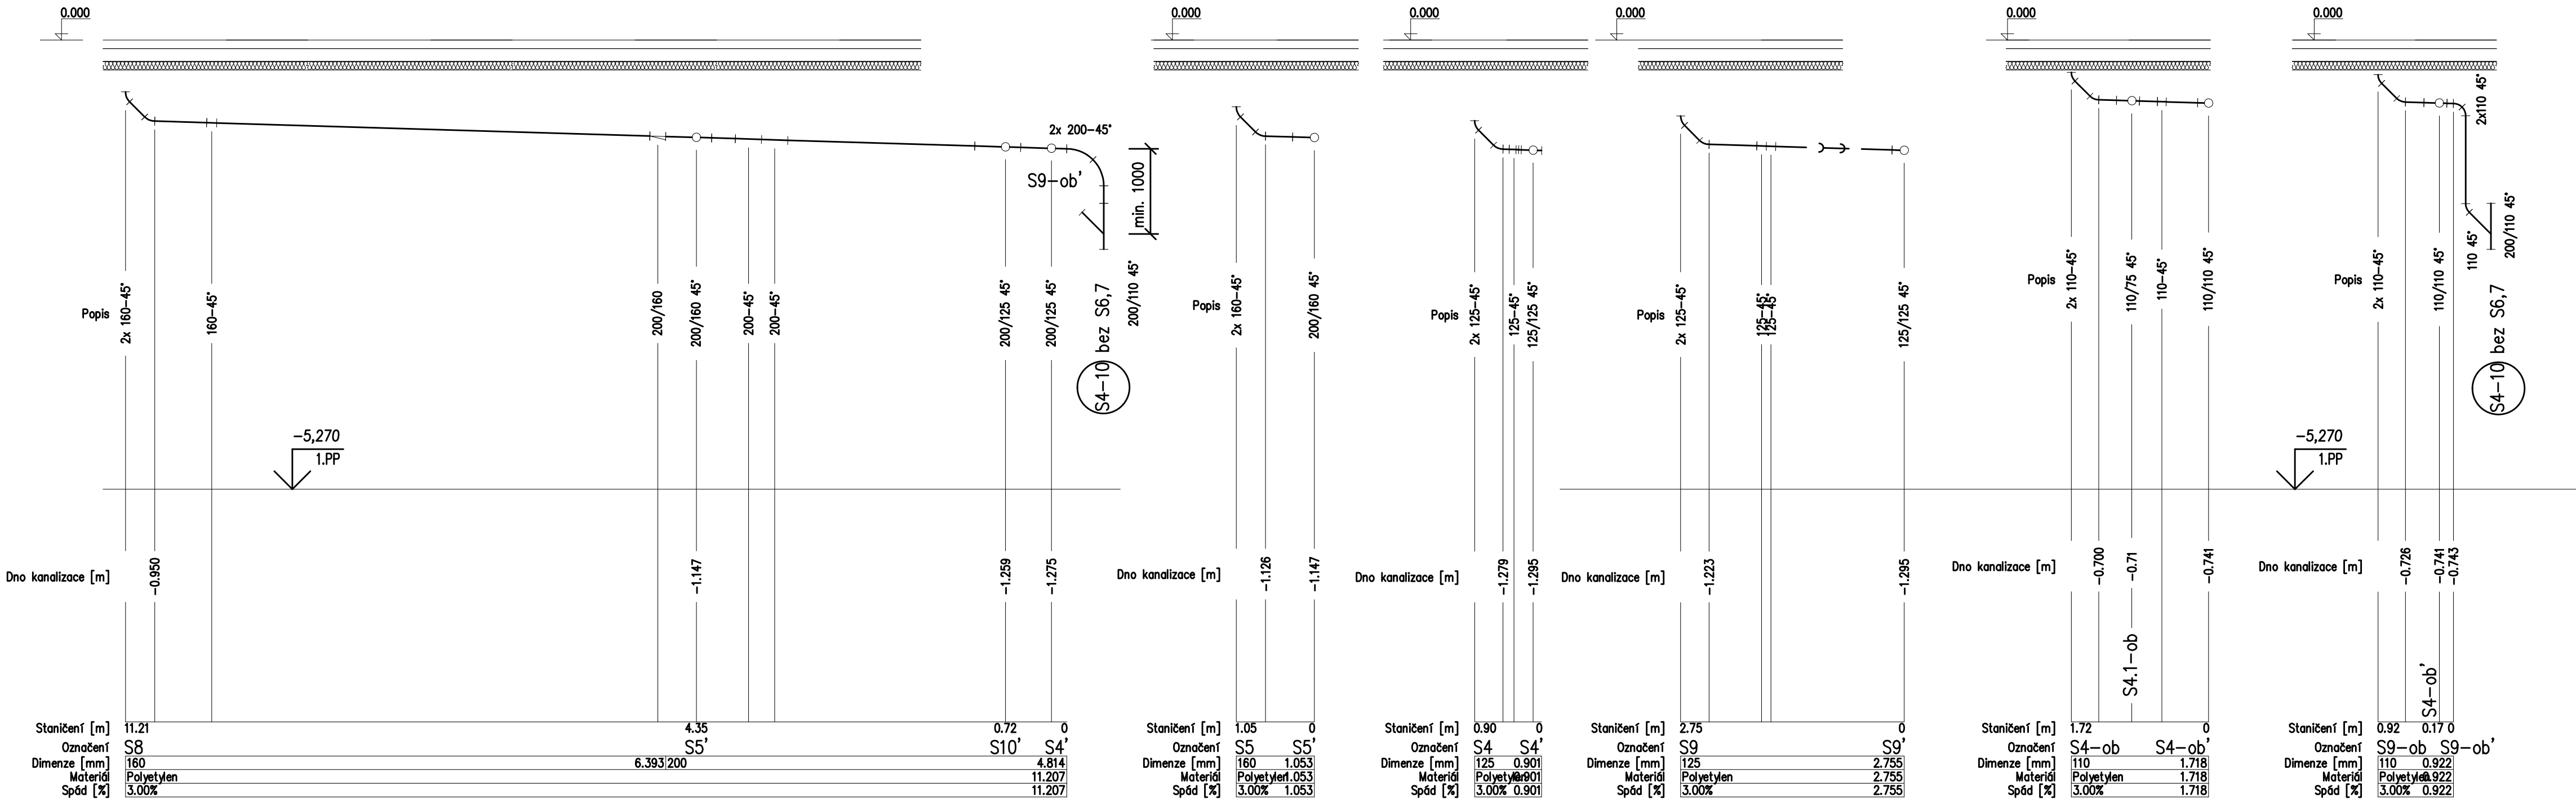 0.000
0.000
0.000
0.000
0.000
0.000
2x 200-45°
S9-ob'
min. 1000
Popis
2x 160-45°
160-45°
200/160
200/160 45°
200-45°
200-45°
200/125 45°
200/125 45°
S4-10 bez S6,7
200/110 45°
-5,270
1.PP
Dno kanalizace [m]
-0.950
-1.147
-1.259
-1.275
Staničení [m] 11.21 4.35 0.72 0
Označení S8 S5' S10' S4'
Dimenze [mm] 160 6.393 200 4.814
Materiál Polyetylen 11.207
Spád [%] 3.00% 11.207
Popis
2x 160-45°
200/160 45°
Dno kanalizace [m]
-1.126
-1.147
Staničení [m] 1.05 0
Označení S5 S5'
Dimenze [mm] 160 1.053
Materiál Polyetylen 1.053
Spád [%] 3.00% 1.053
Popis
2x 125-45°
125-45°
125/125 45°
Dno kanalizace [m]
-1.279
-1.295
Staničení [m] 0.90 0
Označení S4 S4'
Dimenze [mm] 125 0.901
Materiál Polyetylen 0.901
Spád [%] 3.00% 0.901
Popis
2x 125-45°
125-45°
125-45°
125/125 45°
Dno kanalizace [m]
-1.223
-1.295
Staničení [m] 2.75 0
Označení S9 S9'
Dimenze [mm] 125 2.755
Materiál Polyetylen 2.755
Spád [%] 3.00% 2.755
Popis
2x 110-45°
110/75 45°
110-45°
110/110 45°
Dno kanalizace [m]
-0.700
-0.71
-0.741
S4.1-ob
Staničení [m] 1.72 0
Označení S4-ob S4-ob'
Dimenze [mm] 110 1.718
Materiál Polyetylen 1.718
Spád [%] 3.00% 1.718
2x110 45°
Popis
2x 110-45°
110/110 45°
110 45°
200/110 45°
S4-10 bez S6,7
-5,270
1.PP
Dno kanalizace [m]
-0.726
-0.741
-0.743
S4-ob'
Staničení [m] 0.92 0.17 0
Označení S9-ob S9-ob'
Dimenze [mm] 110 0.922
Materiál Polyetylen 0.922
Spád [%] 3.00% 0.922